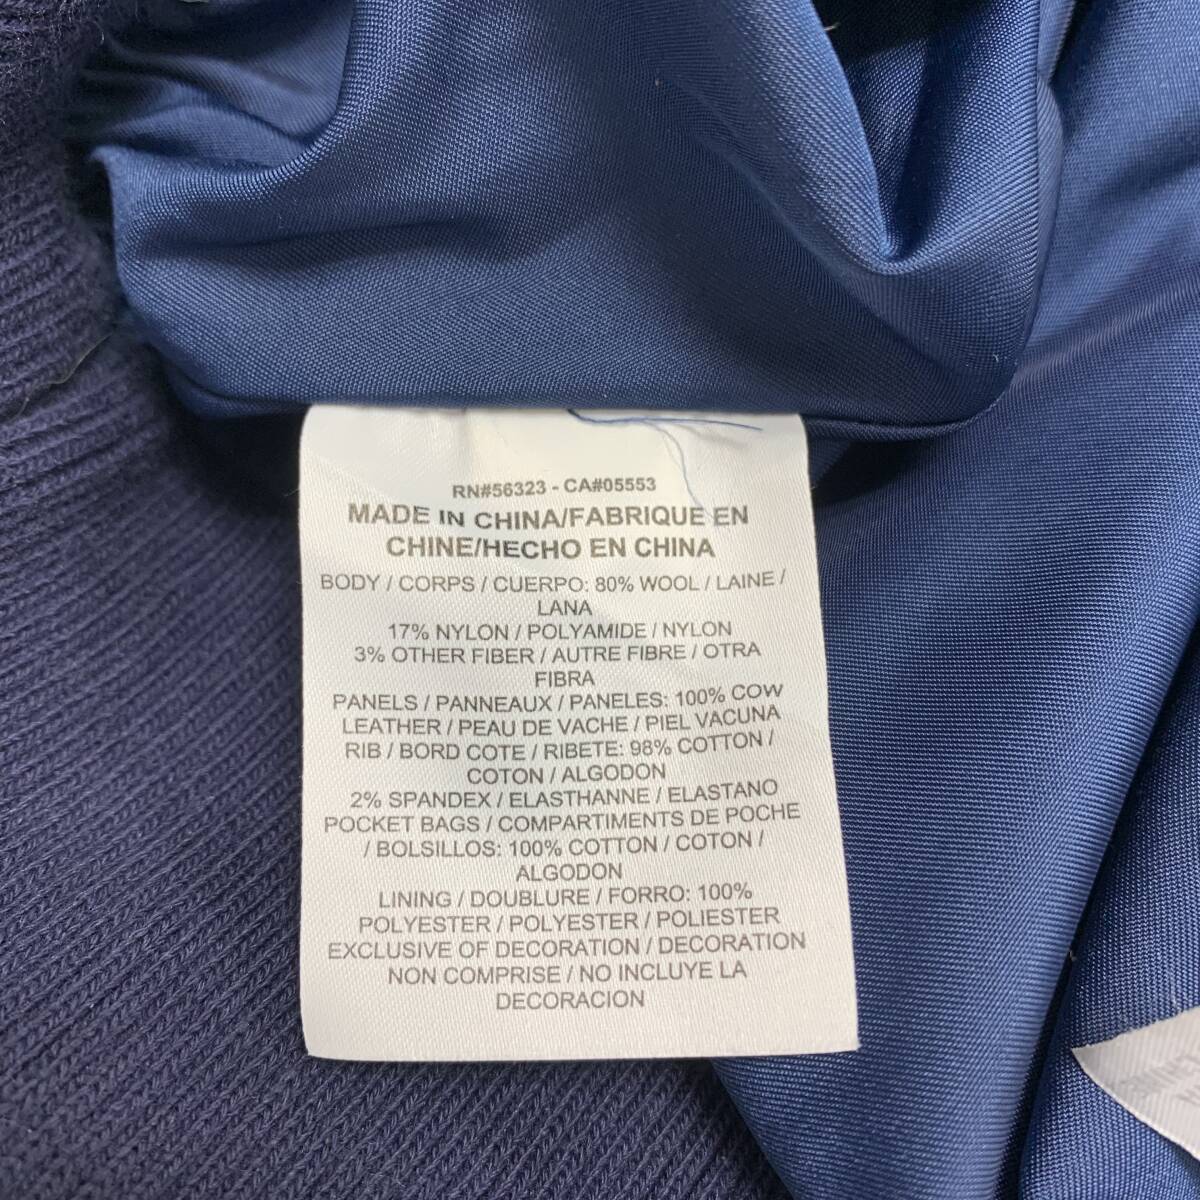 RN#56323 - CA#05553
MADE IN CHINA/FABRIQUE EN
CHINE/HECHO EN CHINA
BODY / CORPS / CUERPO: 80% WOOL / LAINE /
LANA
17% NYLON / POLYAMIDE / NYLON
3% OTHER FIBER / AUTRE FIBRE / OTRA
FIBRA
PANELS / PANNEAUX / PANELES: 100% COW
LEATHER / PEAU DE VACHE / PIEL VACUNA
RIB / BORD COTE / RIBETE: 98% COTTON /
COTON / ALGODON
2% SPANDEX / ELASTHANNE / ELASTANO
POCKET BAGS / COMPARTIMENTS DE POCHE
/ BOLSILLOS: 100% COTTON / COTON /
ALGODON
LINING / DOUBLURE / FORRO: 100%
POLYESTER / POLYESTER / POLIESTER
EXCLUSIVE OF DECORATION / DECORATION
NON COMPRISE / NO INCLUYE LA
DECORACION